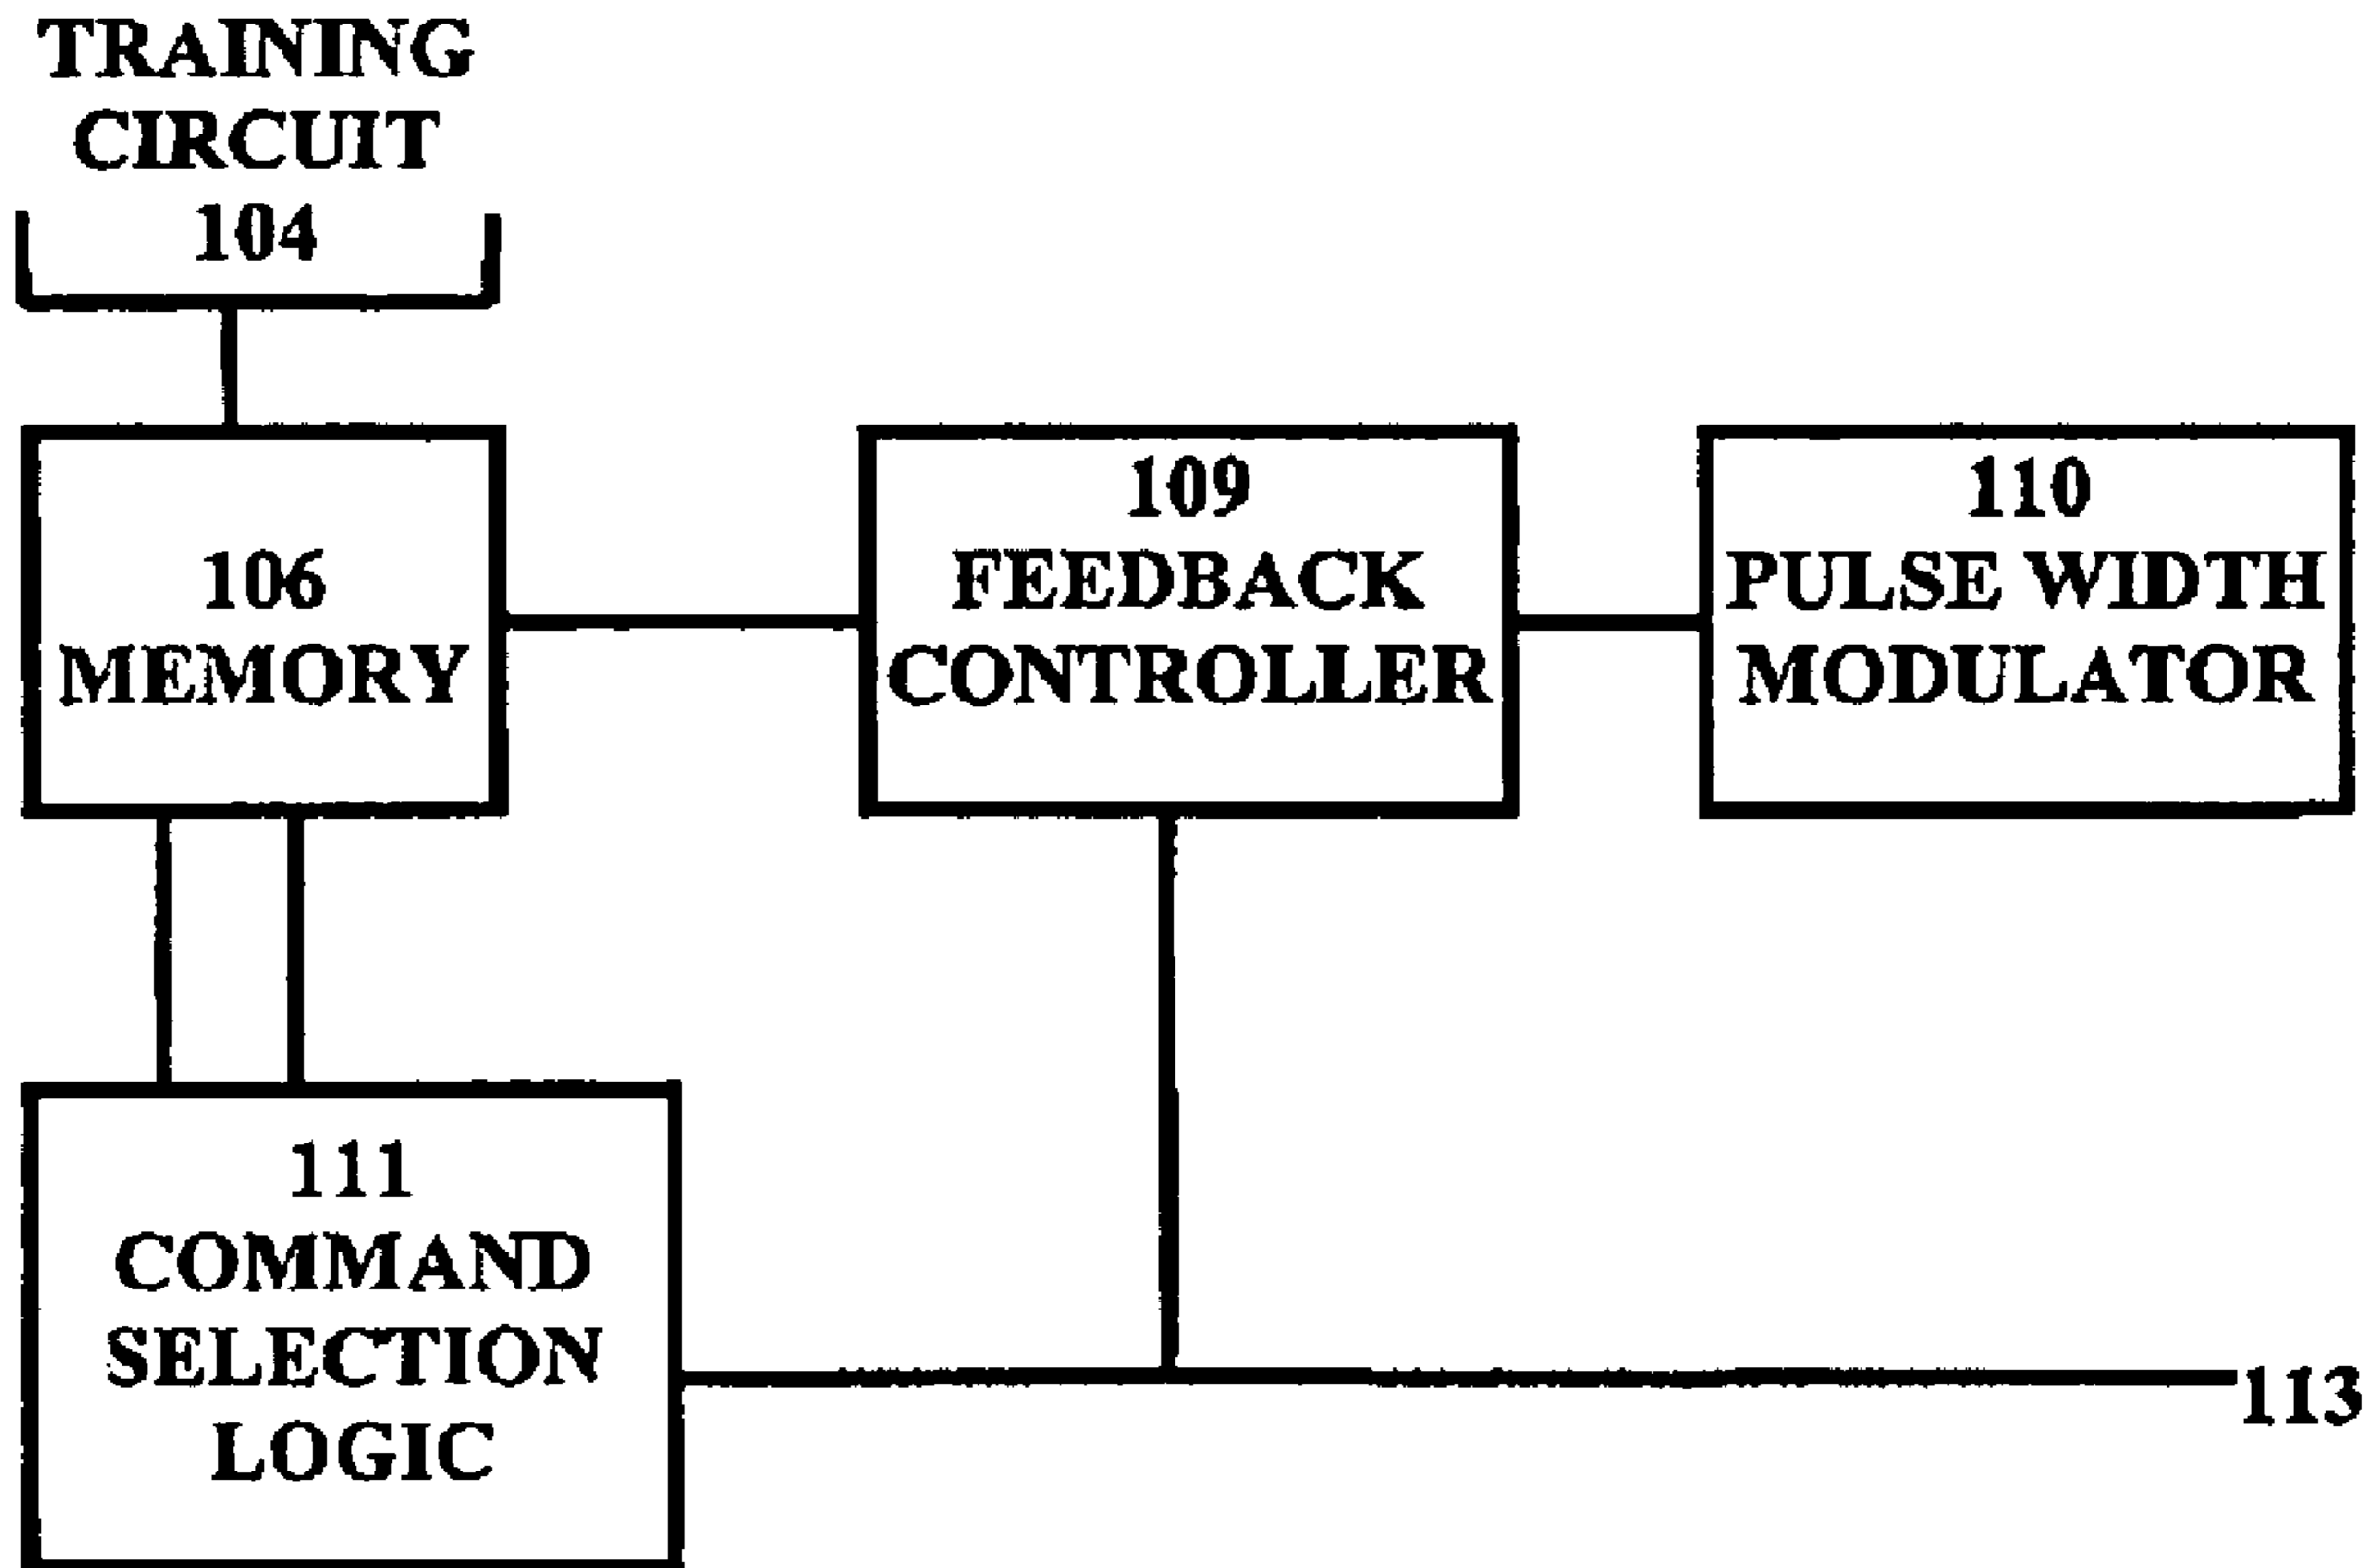 TRAINING
CIRCUIT
104
106
MEMORY
109
FEEDBACK
CONTROLLER
110
PULSE WIDTH
MODULATOR
111
COMMAND
SELECTION
LOGIC
113